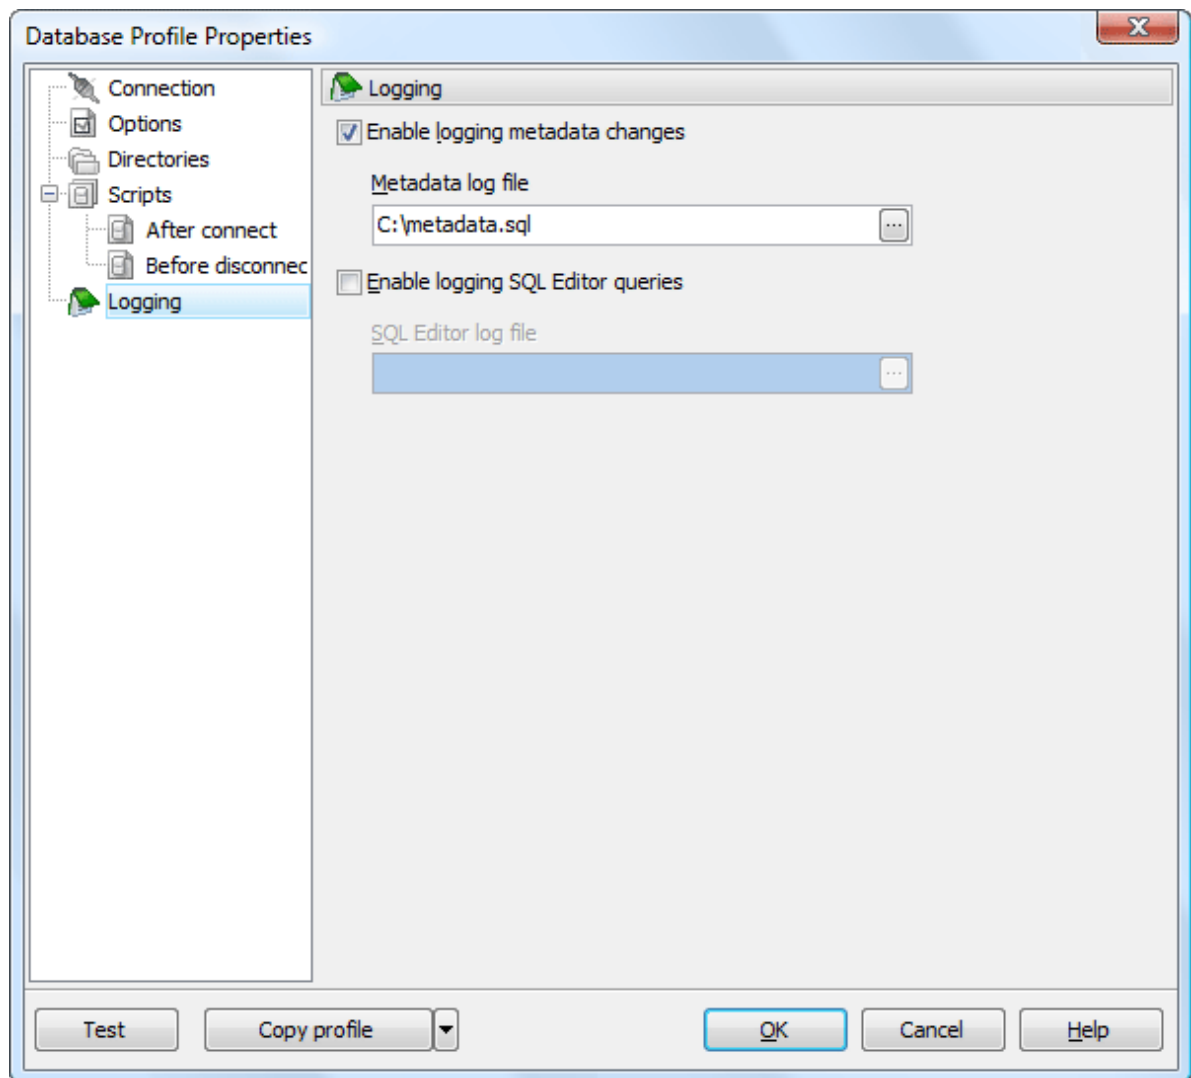 Database Profile Properties
Connection
Options
Directories
Scripts
After connect
Before disconnec
Logging
Logging
Enable logging metadata changes
Metadata log file
C:\metadata.sql
...
Enable logging SQL Editor queries
SQL Editor log file
...
Test
Copy profile
OK
Cancel
Help